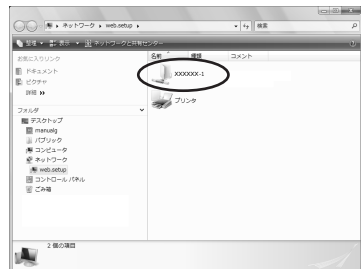 ネットワーク ▸ web.setup ▸
検索
整理 ▾ 表示 ▾ ネットワークと共有センター
お気に入りリンク
ドキュメント
ピクチャ
詳細 »
フォルダ
デスクトップ
manualg
パブリック
コンピュータ
ネットワーク
web.setup
コントロール パネル
ごみ箱
名前 種類 コメント
XXXXXX-1
プリンタ
2 個の項目